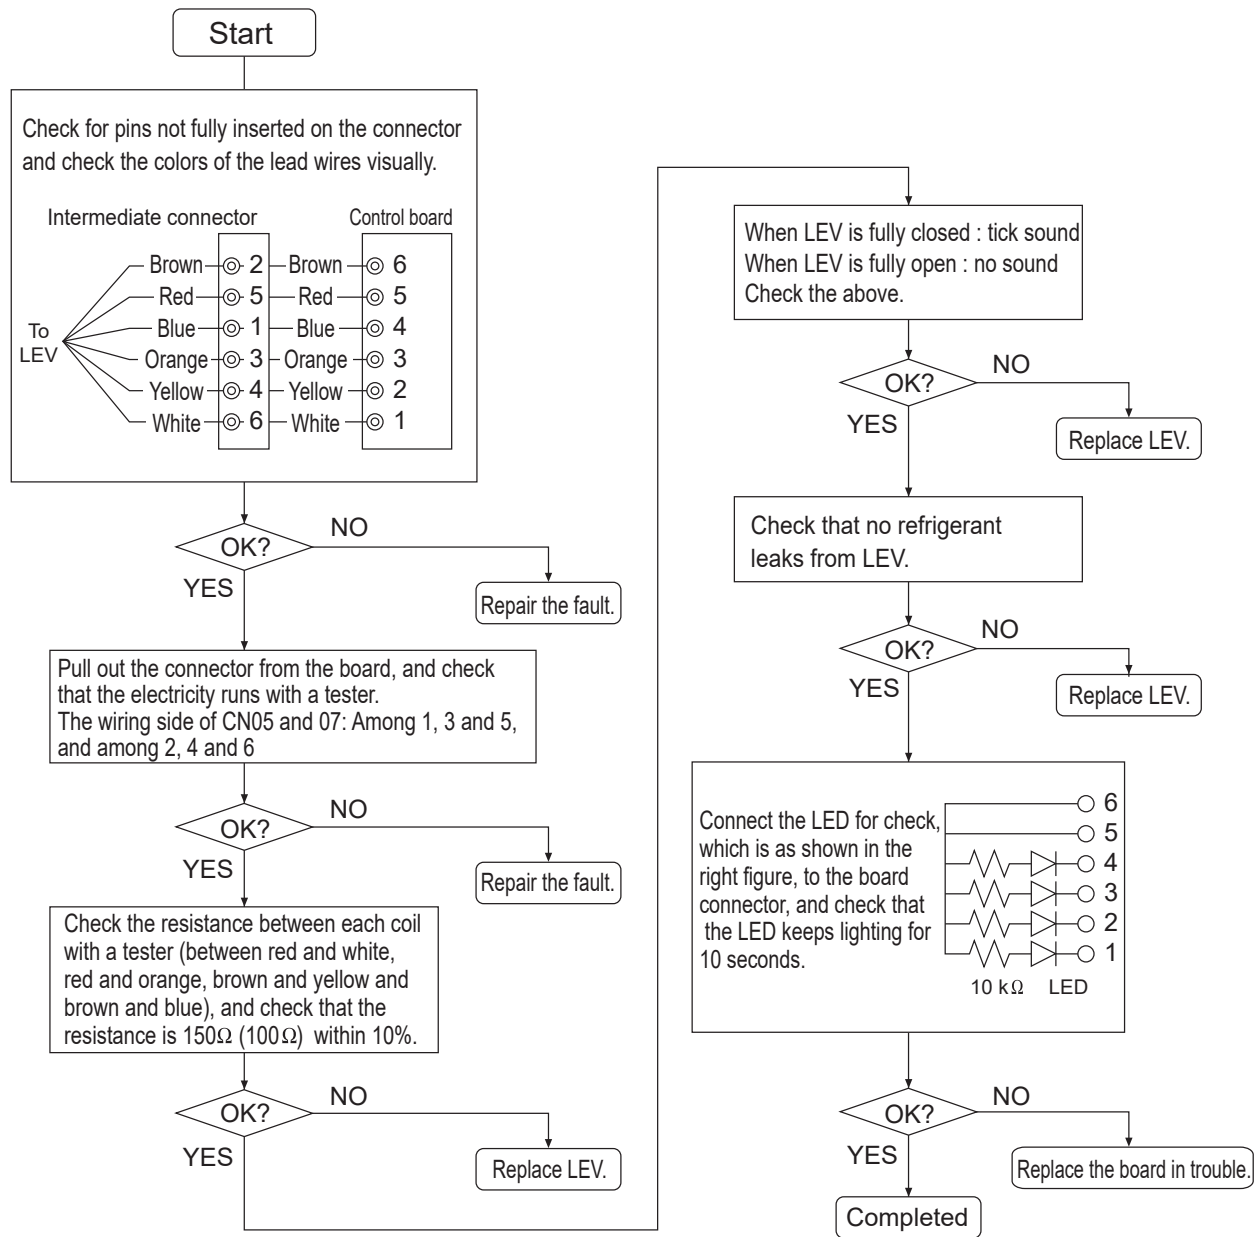 Start
Check for pins not fully inserted on the connector
and check the colors of the lead wires visually.
Intermediate connector
Control board
To
LEV
Brown 2 Brown 6
Red 5 Red 5
Blue 1 Blue 4
Orange 3 Orange 3
Yellow 4 Yellow 2
White 6 White 1
OK?
NO
YES
Repair the fault.
Pull out the connector from the board, and check
that the electricity runs with a tester.
The wiring side of CN05 and 07: Among 1, 3 and 5,
and among 2, 4 and 6
OK?
NO
YES
Repair the fault.
Check the resistance between each coil
with a tester (between red and white,
red and orange, brown and yellow and
brown and blue), and check that the
resistance is 150Ω (100Ω) within 10%.
OK?
NO
YES
Replace LEV.
When LEV is fully closed : tick sound
When LEV is fully open : no sound
Check the above.
OK?
NO
YES
Replace LEV.
Check that no refrigerant
leaks from LEV.
OK?
NO
YES
Replace LEV.
Connect the LED for check,
which is as shown in the
right figure, to the board
connector, and check that
the LED keeps lighting for
10 seconds.
6
5
4
3
2
1
10 kΩ LED
OK?
NO
YES
Replace the board in trouble.
Completed